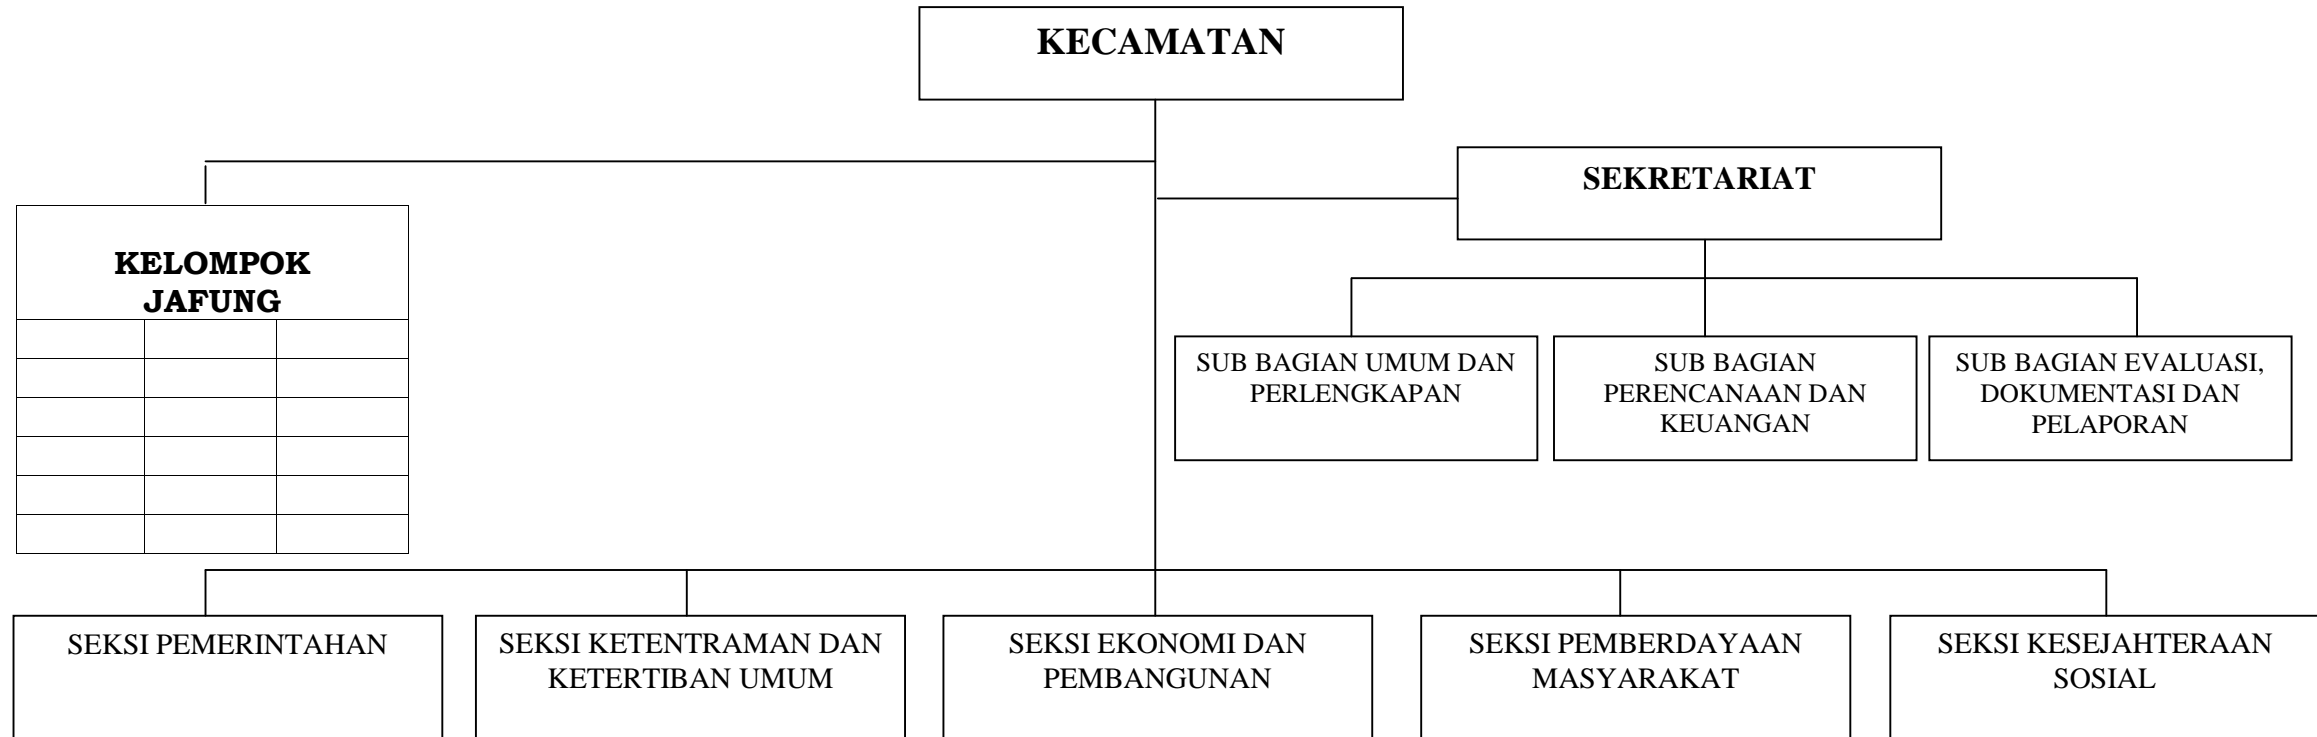 KECAMATAN
SEKRETARIAT
KELOMPOK
JAFUNG
SUB BAGIAN UMUM DAN
PERLENGKAPAN
SUB BAGIAN
PERENCANAAN DAN
KEUANGAN
SUB BAGIAN EVALUASI,
DOKUMENTASI DAN
PELAPORAN
SEKSI PEMERINTAHAN
SEKSI KETENTRAMAN DAN
KETERTIBAN UMUM
SEKSI EKONOMI DAN
PEMBANGUNAN
SEKSI PEMBERDAYAAN
MASYARAKAT
SEKSI KESEJAHTERAAN
SOSIAL